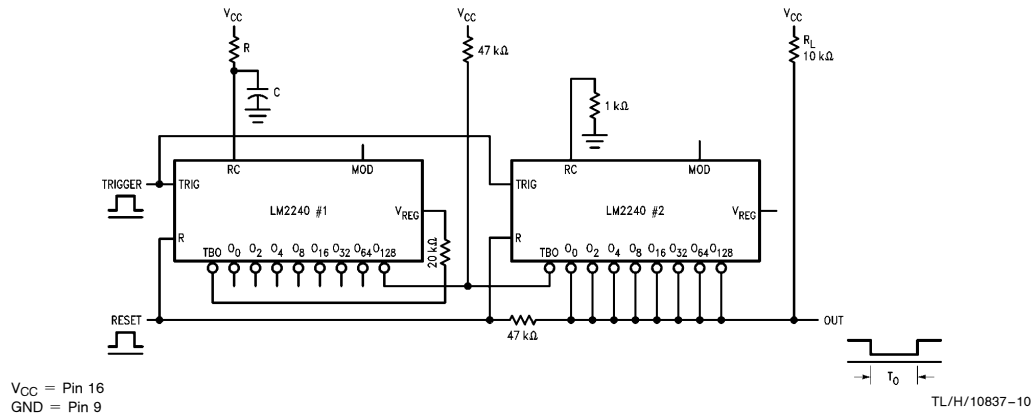 VCC
VCC
VCC
R
47 kΩ
RL
10 kΩ
C
1 kΩ
RC
MOD
RC
MOD
TRIGGER
TRIG
TRIG
LM2240 #1
VREG
LM2240 #2
VREG
R
R
TBO O0 O2 O4 O8 O16 O32 O64 O128
20 kΩ
TBO O0 O2 O4 O8 O16 O32 O64 O128
RESET
47 kΩ
OUT
TO
VCC = Pin 16
GND = Pin 9
TL/H/10837–10